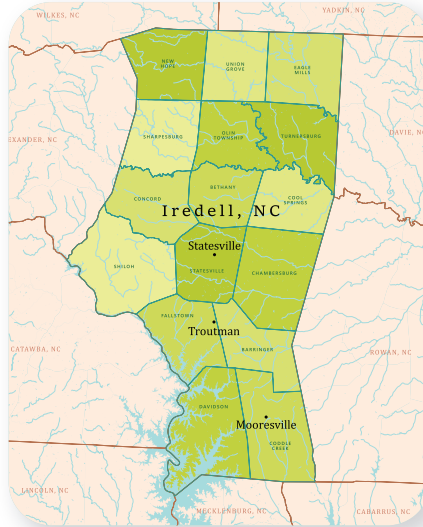 WILKES, NC
YADKIN, NC
NEW
HOPE
UNION
GROVE
EAGLE
MILLS
EXANDER, NC
SHARPESBURG
OLIN
TOWNSHIP
TURNERSBURG
DAVIE, N
BETHANY
CONCORD
COOL
SPRINGS
Iredell, NC
Statesville
SHILOH
STATESVILLE
CHAMBERSBURG
FALLSTOWN
Troutman
CATAWBA, NC
BARRINGER
ROWAN, NC
DAVIDSON
Mooresville
CODDLE
CREEK
LINCOLN, NC
MECKLENBURG, NC
CABARRUS, NC